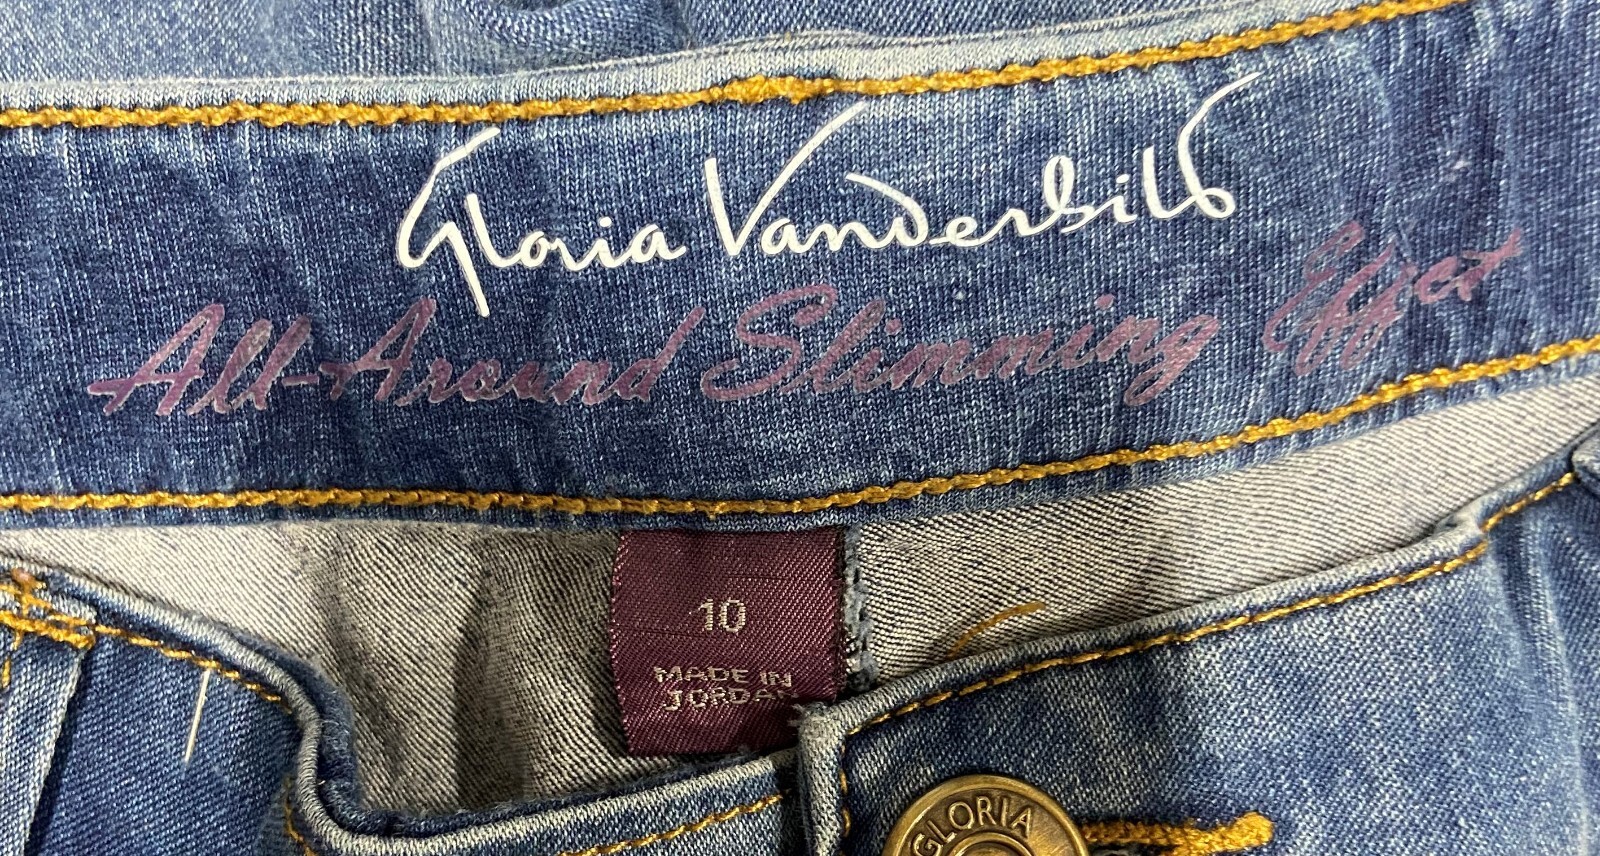 Gloria Vanderbilt
All-Around Slimming Effect
10
MADE IN
JORDAN
GLORIA